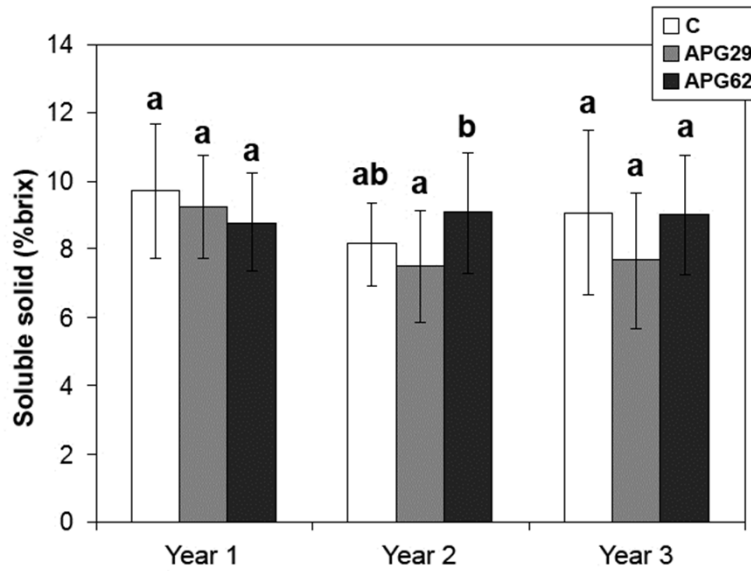 C
APG29
APG62
14
12
10
8
6
4
2
0
Soluble solid (%brix)
a
a
a
ab
a
b
a
a
a
Year 1
Year 2
Year 3